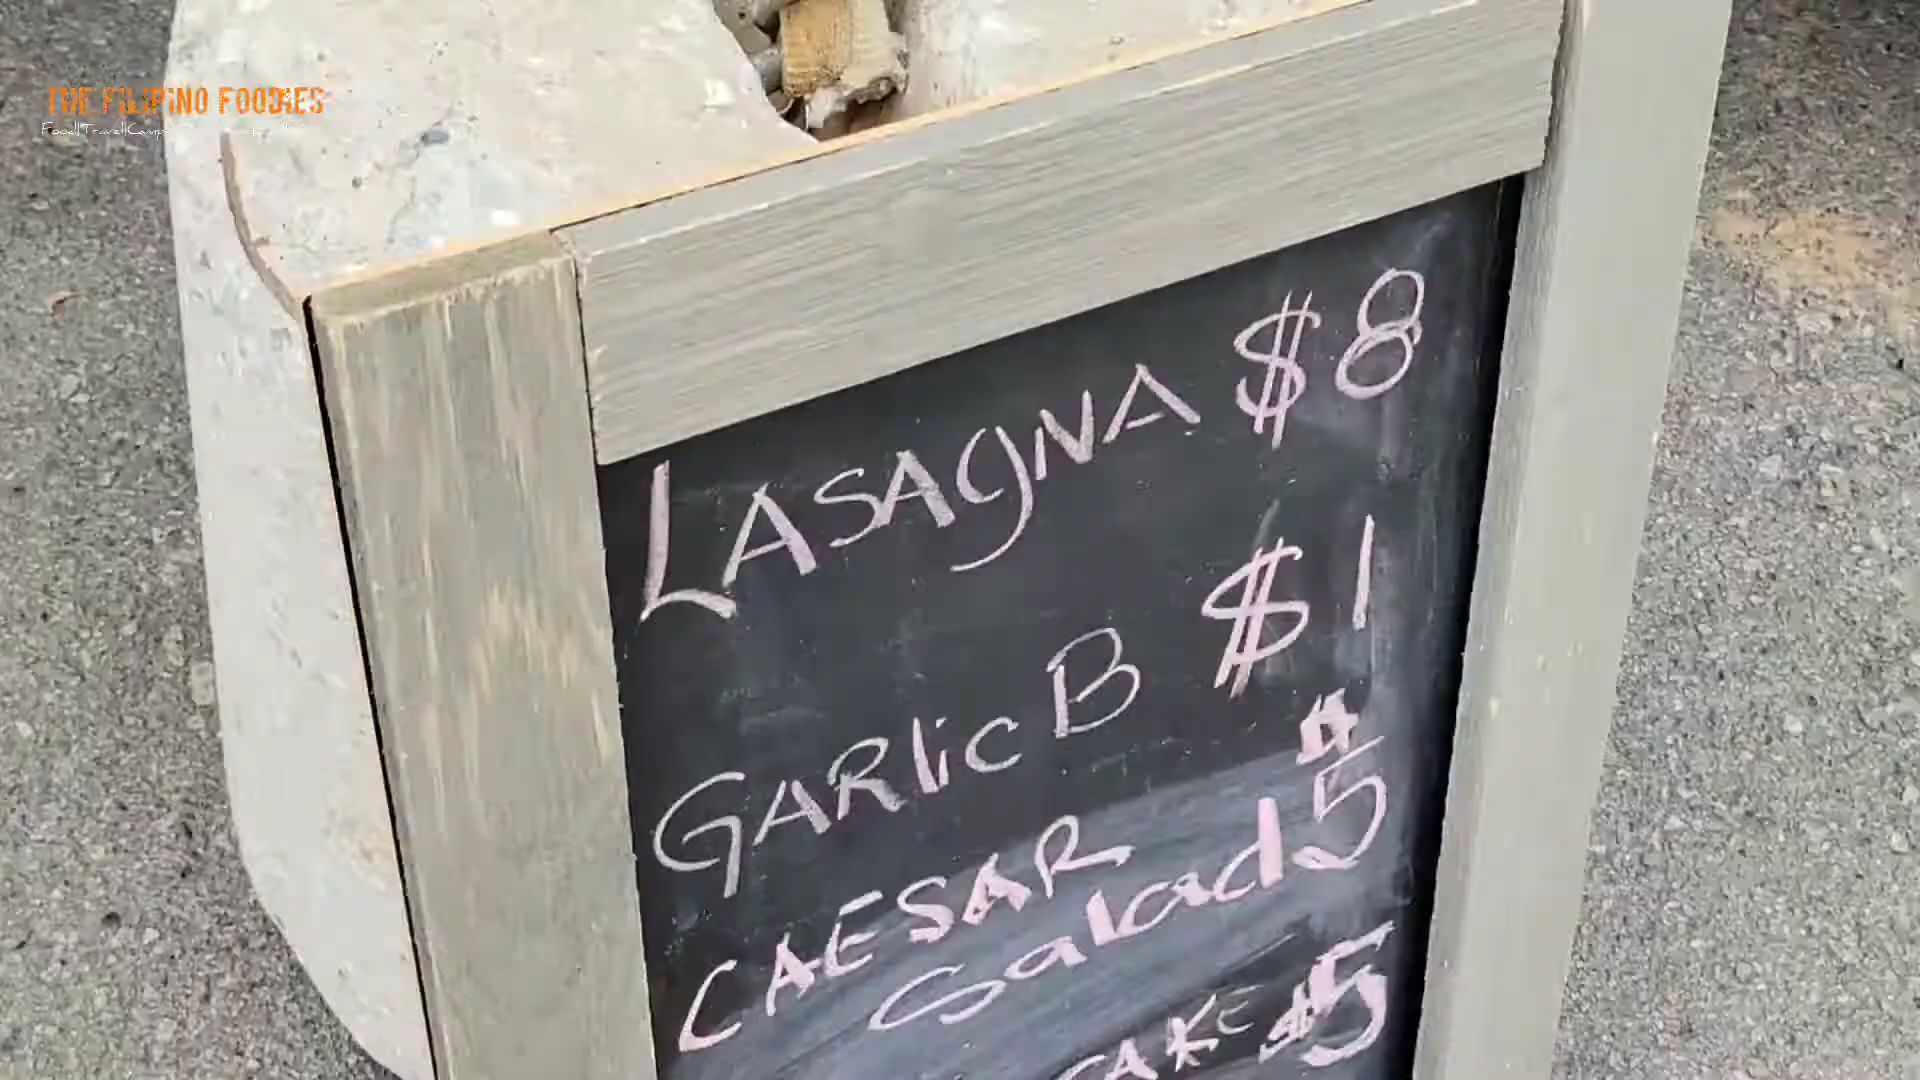 THE FILIPINO FOODIES
LASAGNA $8
GARlic B $1
CAESAR
Salad $5
CAKE $5